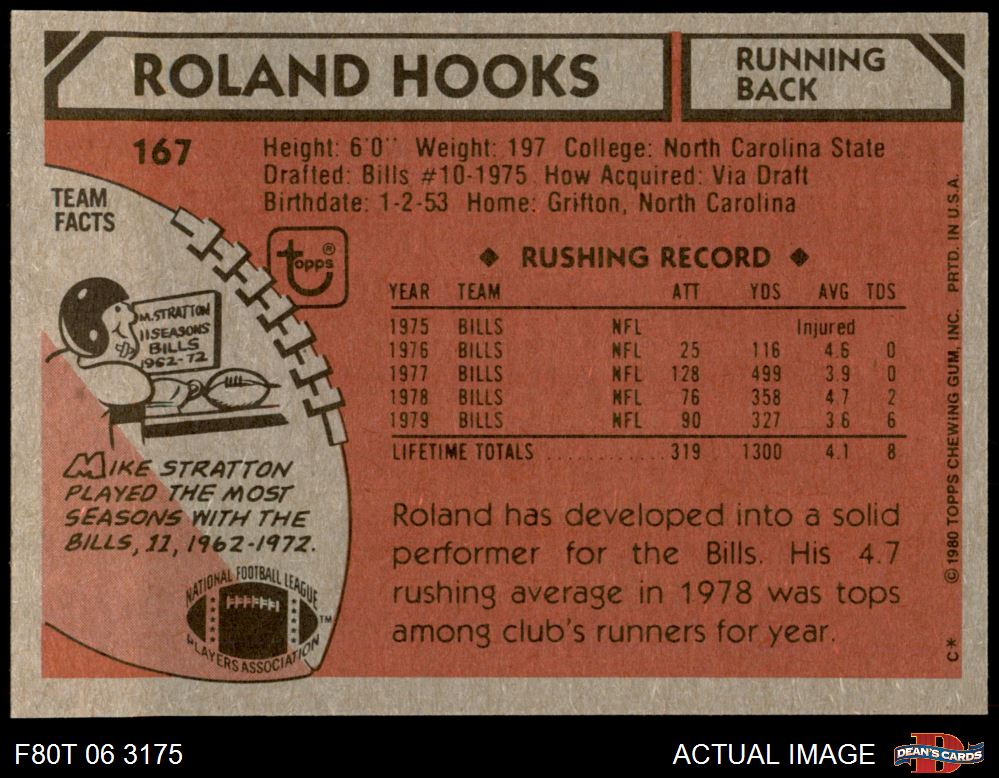 ROLAND HOOKS
RUNNING
BACK
167
Height: 6'0" Weight: 197 College: North Carolina State
Drafted: Bills #10-1975 How Acquired: Via Draft
Birthdate: 1-2-53 Home: Grifton, North Carolina
TEAM
FACTS
topps®
M. STRATTON
11 SEASONS
BILLS
1962-72
MIKE STRATTON
PLAYED THE MOST
SEASONS WITH THE
BILLS, 11, 1962-1972.
NATIONAL FOOTBALL LEAGUE
PLAYERS ASSOCIATION
TM
◆ RUSHING RECORD ◆
YEAR TEAM ATT YDS AVG TDS
1975 BILLS NFL Injured
1976 BILLS NFL 25 116 4.6 0
1977 BILLS NFL 128 499 3.9 0
1978 BILLS NFL 76 358 4.7 2
1979 BILLS NFL 90 327 3.6 6
LIFETIME TOTALS ............ 319 1300 4.1 8
Roland has developed into a solid
performer for the Bills. His 4.7
rushing average in 1978 was tops
among club's runners for year.
C* © 1980 TOPPS CHEWING GUM, INC. PRTD. IN U.S.A.
F80T 06 3175
ACTUAL IMAGE
D
DEAN'S CARDS